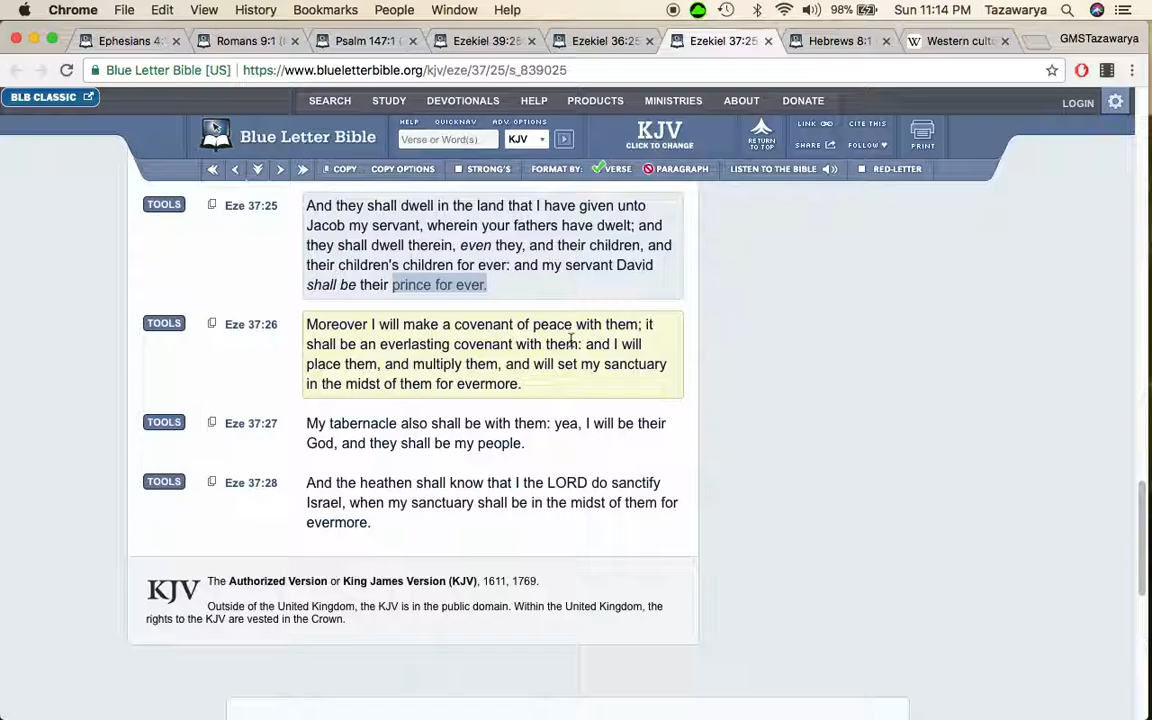 Chrome File Edit View History Bookmarks People Window Help 98% Sun 11:14 PM Tazawarya
Ephesians 4: Romans 9:1 ( Psalm 147:1 ( Ezekiel 39:25 Ezekiel 36:25 Ezekiel 37:25 Hebrews 8:1 ( Western cult GMSTazawarya
Blue Letter Bible [US] https://www.blueletterbible.org/kjv/eze/37/25/s_839025
BLB CLASSIC
SEARCH STUDY DEVOTIONALS HELP PRODUCTS MINISTRIES ABOUT DONATE LOGIN
HELP QUICKNAV ADV. OPTIONS
Blue Letter Bible Verse or Word(s) KJV
KJV
CLICK TO CHANGE
RETURN
TO TOP
LINK CITE THIS
SHARE FOLLOW
PRINT
COPY COPY OPTIONS STRONG'S FORMAT BY: VERSE PARAGRAPH LISTEN TO THE BIBLE RED-LETTER
TOOLS Eze 37:25 And they shall dwell in the land that I have given unto
Jacob my servant, wherein your fathers have dwelt; and
they shall dwell therein, even they, and their children, and
their children's children for ever: and my servant David
shall be their prince for ever.
TOOLS Eze 37:26 Moreover I will make a covenant of peace with them; it
shall be an everlasting covenant with them: and I will
place them, and multiply them, and will set my sanctuary
in the midst of them for evermore.
TOOLS Eze 37:27 My tabernacle also shall be with them: yea, I will be their
God, and they shall be my people.
TOOLS Eze 37:28 And the heathen shall know that I the LORD do sanctify
Israel, when my sanctuary shall be in the midst of them for
evermore.
KJV
The Authorized Version or King James Version (KJV), 1611, 1769.
Outside of the United Kingdom, the KJV is in the public domain. Within the United Kingdom, the
rights to the KJV are vested in the Crown.